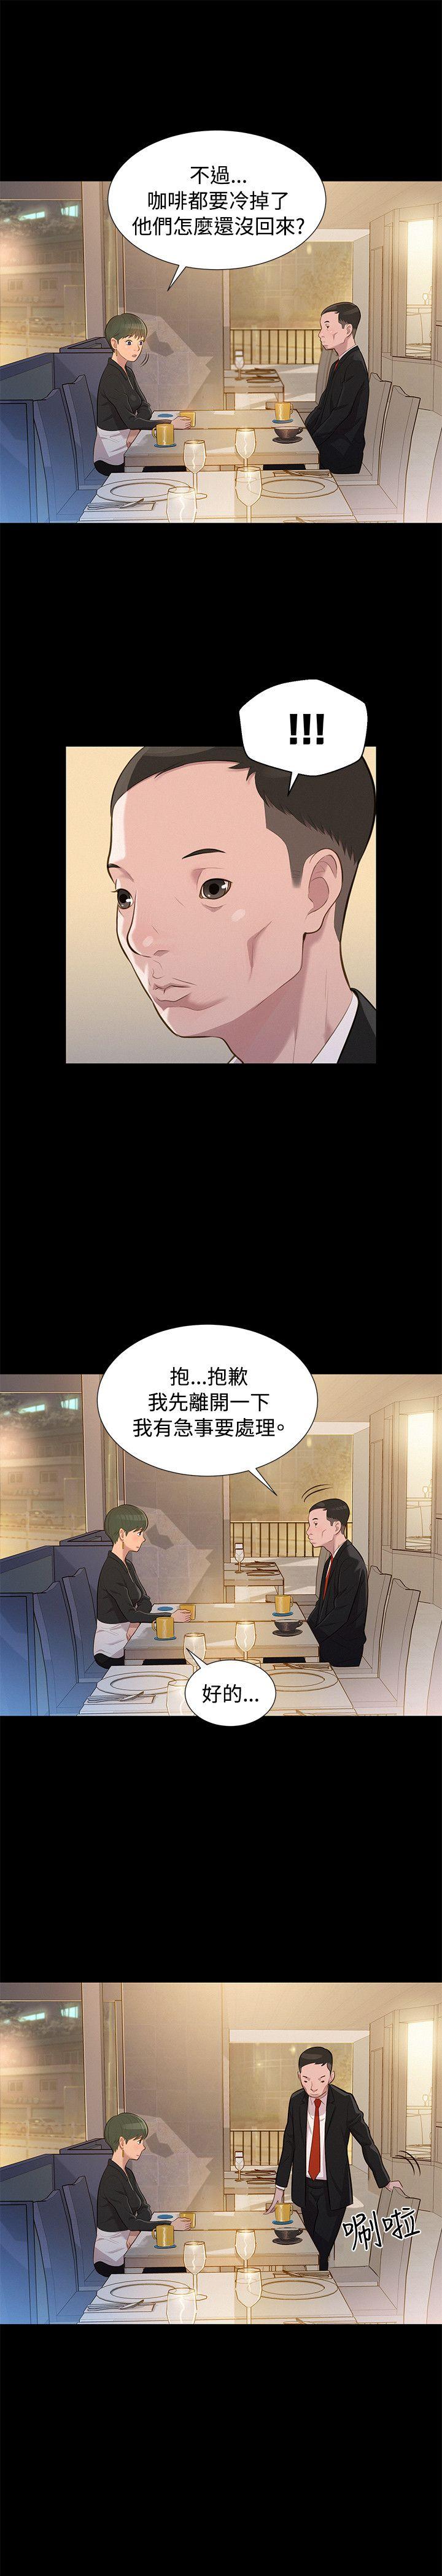 不過...
咖啡都要冷掉了
他們怎麼還沒回來?
!!!
抱...抱歉
我先離開一下
我有急事要處理。
好的...
唰啦